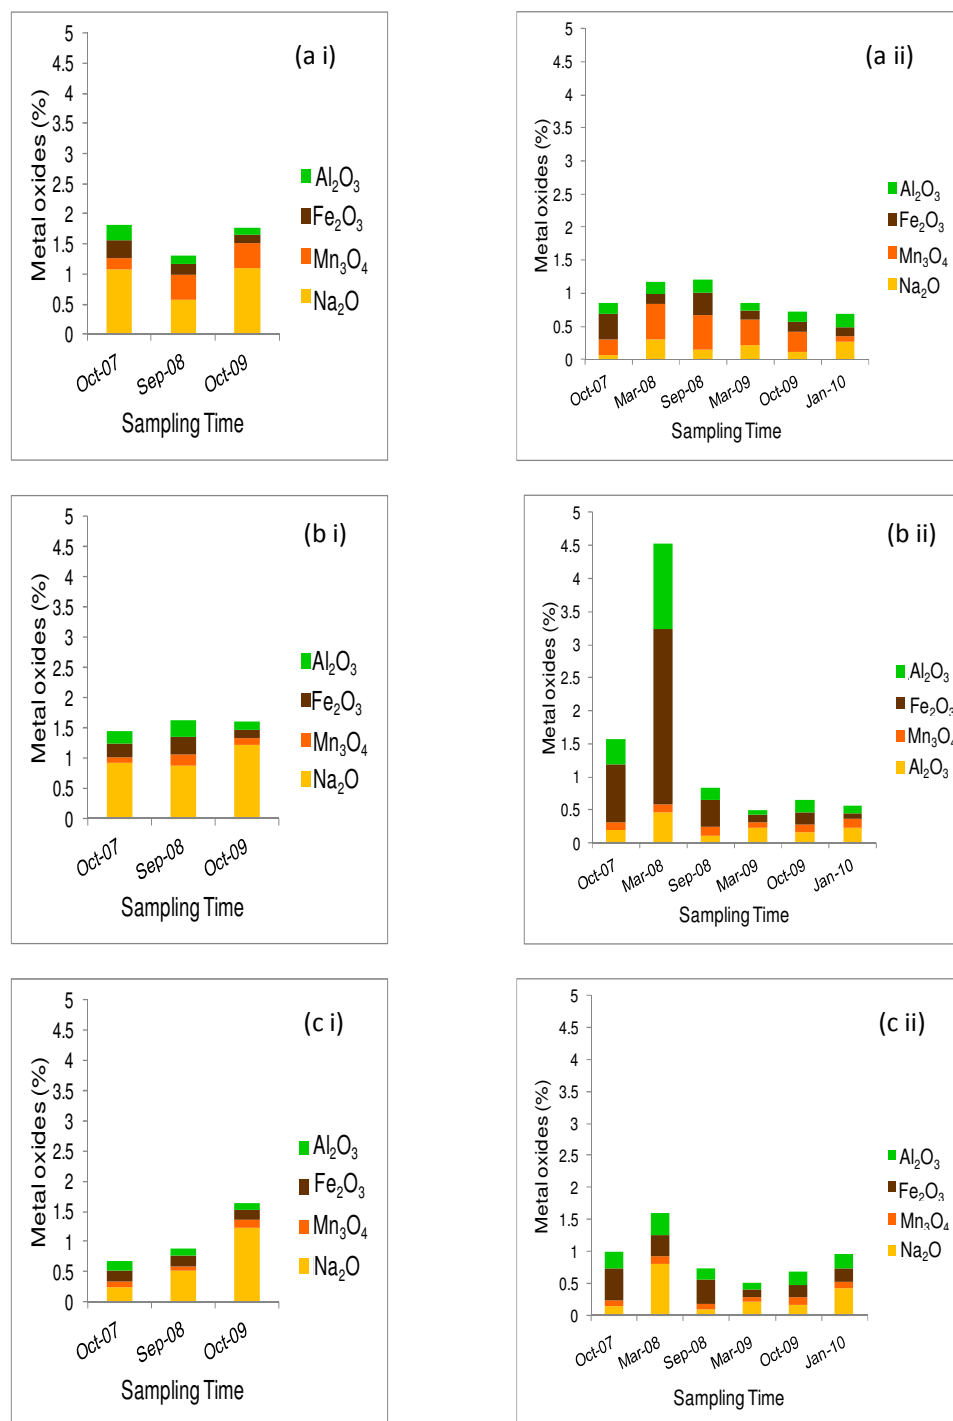 (a i)
5
4.5
4
3.5
3
2.5
2
1.5
1
0.5
0
Metal oxides (%)
Al₂O₃
Fe₂O₃
Mn₃O₄
Na₂O
Oct-07
Sep-08
Oct-09
Sampling Time
(a ii)
5
4.5
4
3.5
3
2.5
2
1.5
1
0.5
0
Metal oxides (%)
Al₂O₃
Fe₂O₃
Mn₃O₄
Na₂O
Oct-07
Mar-08
Sep-08
Mar-09
Oct-09
Jan-10
Sampling Time
(b i)
5
4.5
4
3.5
3
2.5
2
1.5
1
0.5
0
Metal oxides (%)
Al₂O₃
Fe₂O₃
Mn₃O₄
Na₂O
Oct-07
Sep-08
Oct-09
Sampling Time
(b ii)
5
4.5
4
3.5
3
2.5
2
1.5
1
0.5
0
Metal oxides (%)
Al₂O₃
Fe₂O₃
Mn₃O₄
Al₂O₃
Oct-07
Mar-08
Sep-08
Mar-09
Oct-09
Jan-10
Sampling Time
(c i)
5
4.5
4
3.5
3
2.5
2
1.5
1
0.5
0
Metal oxides (%)
Al₂O₃
Fe₂O₃
Mn₃O₄
Na₂O
Oct-07
Sep-08
Oct-09
Sampling Time
(c ii)
5
4.5
4
3.5
3
2.5
2
1.5
1
0.5
0
Metal oxides (%)
Al₂O₃
Fe₂O₃
Mn₃O₄
Na₂O
Oct-07
Mar-08
Sep-08
Mar-09
Oct-09
Jan-10
Sampling Time